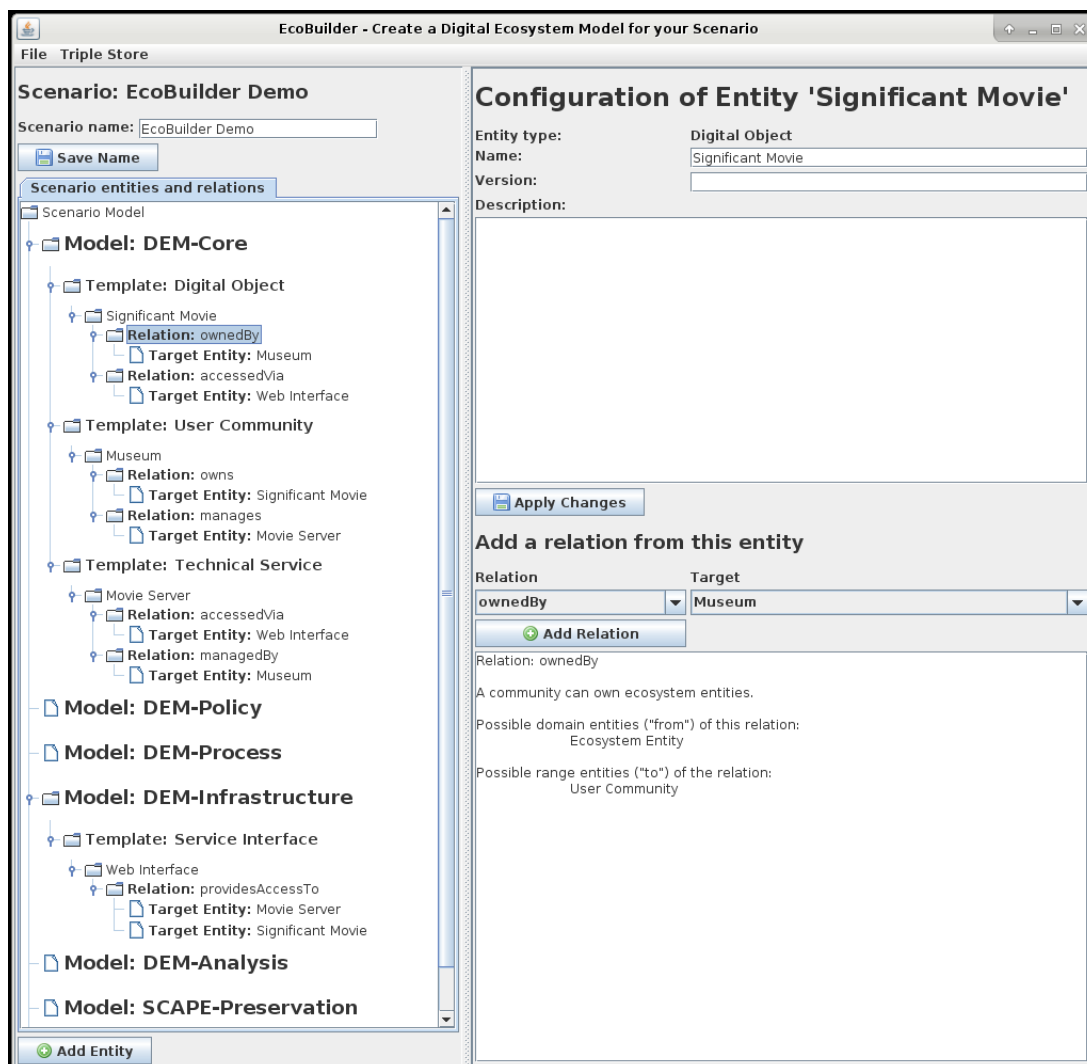 EcoBuilder - Create a Digital Ecosystem Model for your Scenario
File Triple Store
Scenario: EcoBuilder Demo
Scenario name: EcoBuilder Demo
Save Name
Scenario entities and relations
Scenario Model
Model: DEM-Core
Template: Digital Object
Significant Movie
Relation: ownedBy
Target Entity: Museum
Relation: accessedVia
Target Entity: Web Interface
Template: User Community
Museum
Relation: owns
Target Entity: Significant Movie
Relation: manages
Target Entity: Movie Server
Template: Technical Service
Movie Server
Relation: accessedVia
Target Entity: Web Interface
Relation: managedBy
Target Entity: Museum
Model: DEM-Policy
Model: DEM-Process
Model: DEM-Infrastructure
Template: Service Interface
Web Interface
Relation: providesAccessTo
Target Entity: Movie Server
Target Entity: Significant Movie
Model: DEM-Analysis
Model: SCAPE-Preservation
Add Entity
Configuration of Entity 'Significant Movie'
Entity type: Digital Object
Name: Significant Movie
Version:
Description:
Apply Changes
Add a relation from this entity
Relation Target
ownedBy Museum
Add Relation
Relation: ownedBy
A community can own ecosystem entities.
Possible domain entities ("from") of this relation:
Ecosystem Entity
Possible range entities ("to") of the relation:
User Community